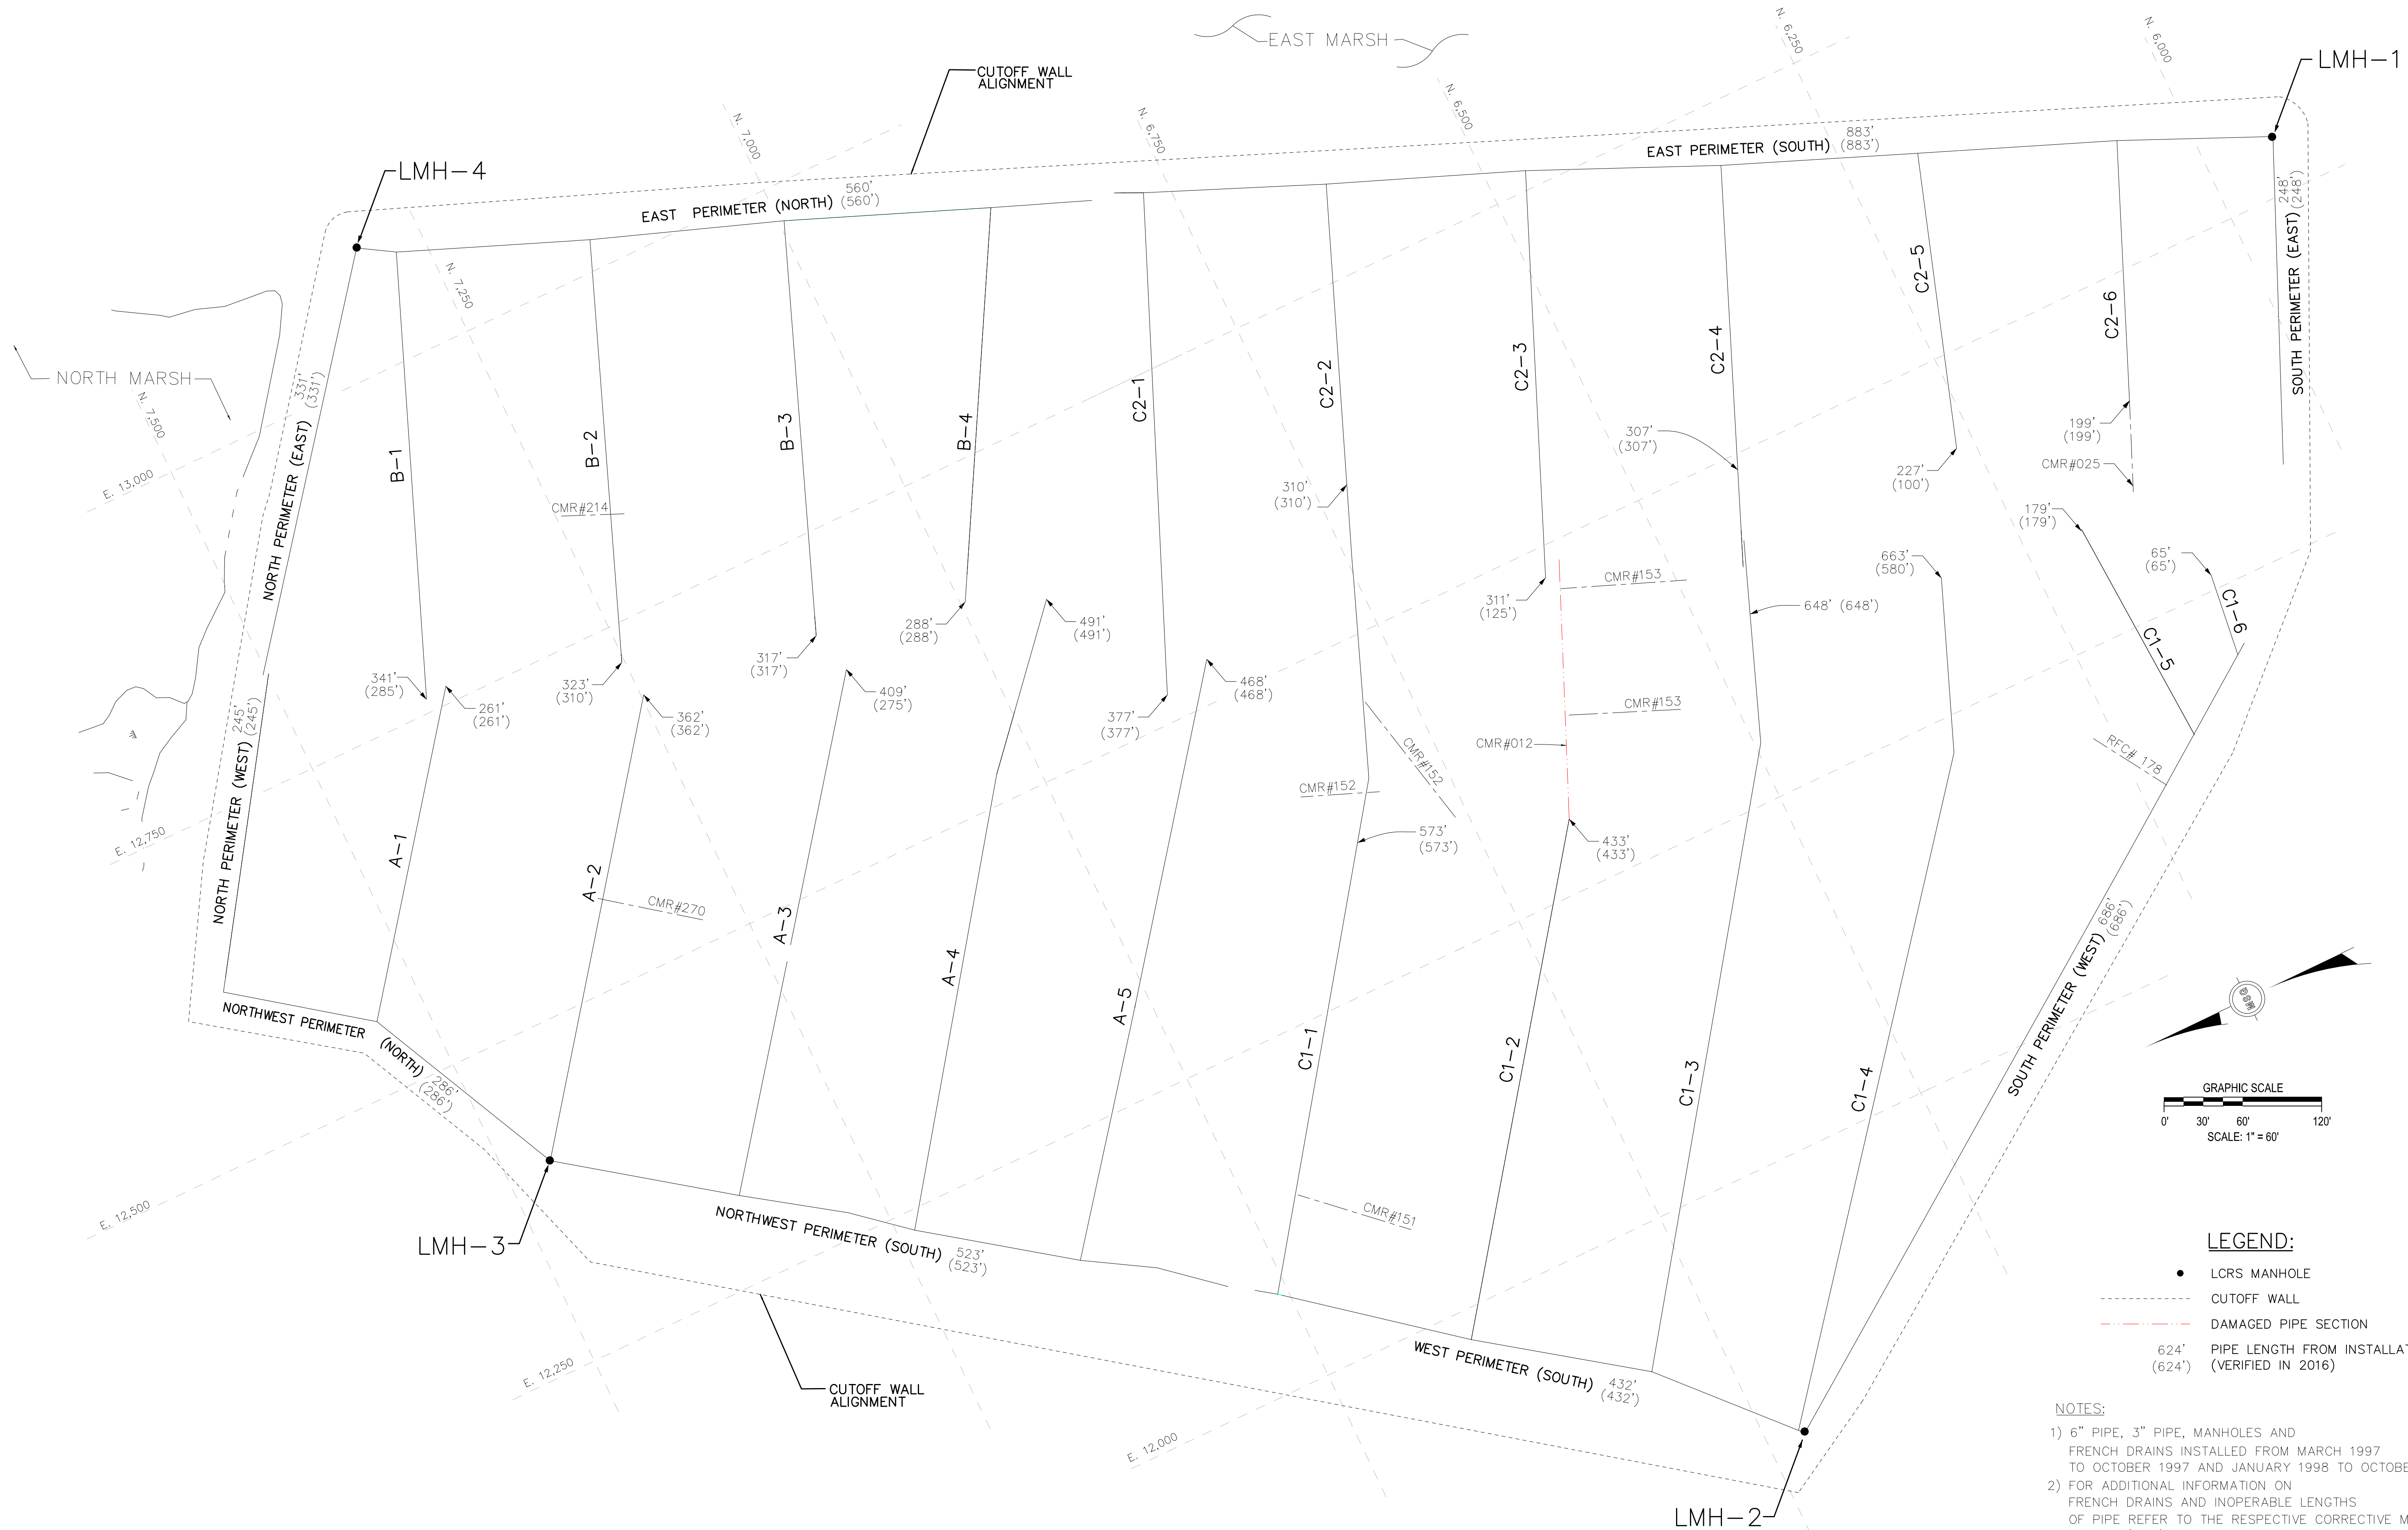 EAST MARSH
LMH-1
CUTOFF WALL
ALIGNMENT
N. 6,250
N. 6,000
N. 6,500
N. 6,750
N. 7,000
N. 7,250
N. 7,500
LMH-4
EAST PERIMETER (NORTH) 560'
(560')
EAST PERIMETER (SOUTH) 883'
(883')
SOUTH PERIMETER (EAST) 248'
(248')
NORTH MARSH
NORTH PERIMETER (EAST) 331'
(331')
NORTH PERIMETER (WEST) 245'
(245')
E. 13,000
E. 12,750
E. 12,500
E. 12,250
E. 12,000
B-1
B-2
B-3
B-4
C2-1
C2-2
C2-3
C2-4
C2-5
C2-6
CMR#214
310'
(310')
307'
(307')
227'
(100')
199'
(199')
CMR#025
179'
(179')
65'
(65')
663'
(580')
C1-6
C1-5
CMR#153
648' (648')
311'
(125')
288'
(288')
491'
(491')
317'
(317')
323'
(310')
341'
(285')
261'
(261')
362'
(362')
409'
(275')
377'
(377')
468'
(468')
CMR#153
CMR#012
CMR#152
CMR#152
573'
(573')
433'
(433')
RFC# 178
A-1
A-2
CMR#270
A-3
A-4
A-5
C1-1
C1-2
C1-3
C1-4
SOUTH PERIMETER (WEST) 686'
(686')
BSW
NORTHWEST PERIMETER (NORTH) 286'
(286')
LMH-3
NORTHWEST PERIMETER (SOUTH) 523'
(523')
CMR#151
WEST PERIMETER (SOUTH) 432'
(432')
CUTOFF WALL
ALIGNMENT
LMH-2
GRAPHIC SCALE
0' 30' 60' 120'
SCALE: 1" = 60'
LEGEND:
LCRS MANHOLE
CUTOFF WALL
DAMAGED PIPE SECTION
624' PIPE LENGTH FROM INSTALLAT
(624') (VERIFIED IN 2016)
NOTES:
1) 6" PIPE, 3" PIPE, MANHOLES AND
FRENCH DRAINS INSTALLED FROM MARCH 1997
TO OCTOBER 1997 AND JANUARY 1998 TO OCTOBE
2) FOR ADDITIONAL INFORMATION ON
FRENCH DRAINS AND INOPERABLE LENGTHS
OF PIPE REFER TO THE RESPECTIVE CORRECTIVE M